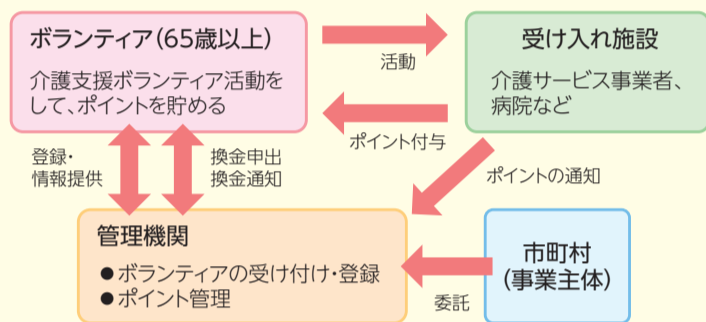 ボランティア（65歳以上）
介護支援ボランティア活動を
して、ポイントを貯める
活動
受け入れ施設
介護サービス事業者、
病院など
ポイント付与
登録・
情報提供
換金申出
換金通知
ポイントの通知
管理機関
●ボランティアの受け付け・登録
●ポイント管理
委託
市町村
（事業主体）